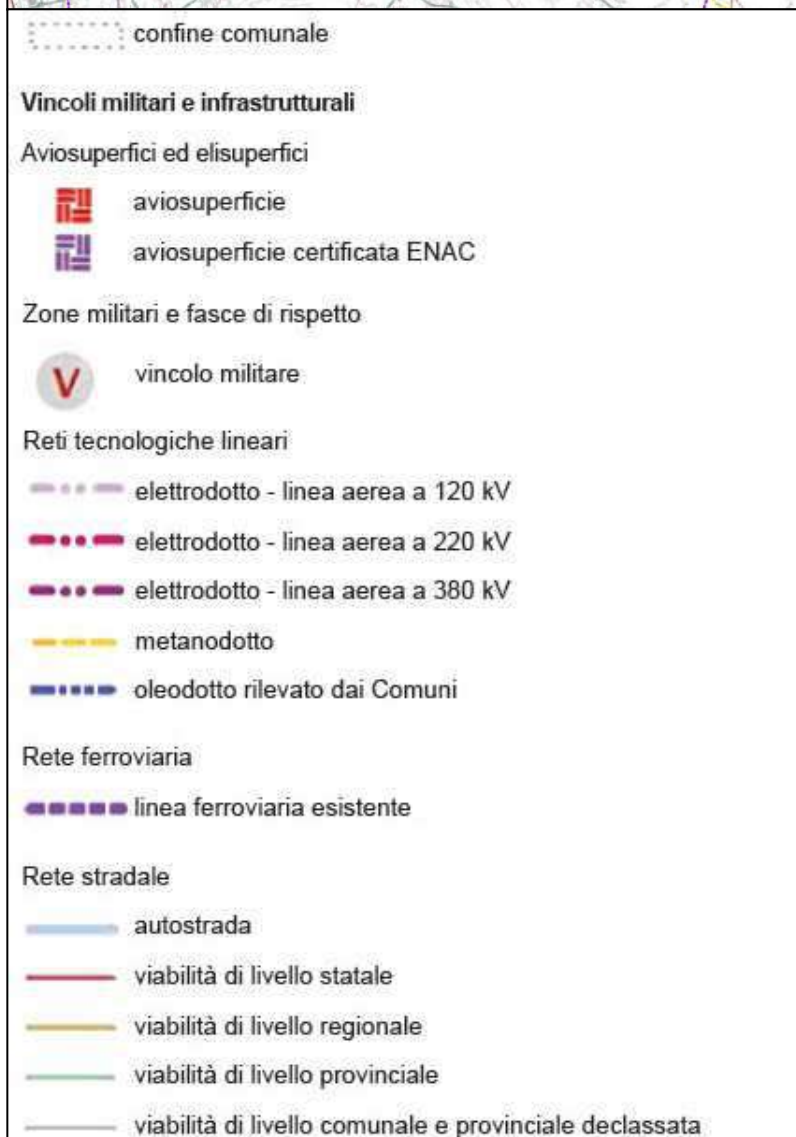 confine comunale
Vincoli militari e infrastrutturali
Aviosuperfici ed elisuperfici
aviosuperficie
aviosuperficie certificata ENAC
Zone militari e fasce di rispetto
V vincolo militare
Reti tecnologiche lineari
elettrodotto - linea aerea a 120 kV
elettrodotto - linea aerea a 220 kV
elettrodotto - linea aerea a 380 kV
metanodotto
oleodotto rilevato dai Comuni
Rete ferroviaria
linea ferroviaria esistente
Rete stradale
autostrada
viabilità di livello statale
viabilità di livello regionale
viabilità di livello provinciale
viabilità di livello comunale e provinciale declassata